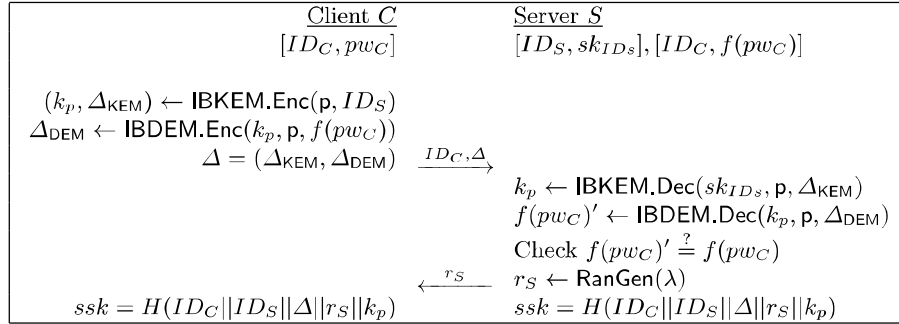 Client C Server S
[ID_C, pw_C] [ID_S, sk_{IDs}], [ID_C, f(pw_C)]
(k_p, Δ_KEM) ← IBKEM.Enc(p, ID_S)
Δ_DEM ← IBDEM.Enc(k_p, p, f(pw_C))
Δ = (Δ_KEM, Δ_DEM) ID_C, Δ →
k_p ← IBKEM.Dec(sk_{IDs}, p, Δ_KEM)
f(pw_C)′ ← IBDEM.Dec(k_p, p, Δ_DEM)
Check f(pw_C)′ ≟ f(pw_C)
← r_S r_S ← RanGen(λ)
ssk = H(ID_C||ID_S||Δ||r_S||k_p) ssk = H(ID_C||ID_S||Δ||r_S||k_p)